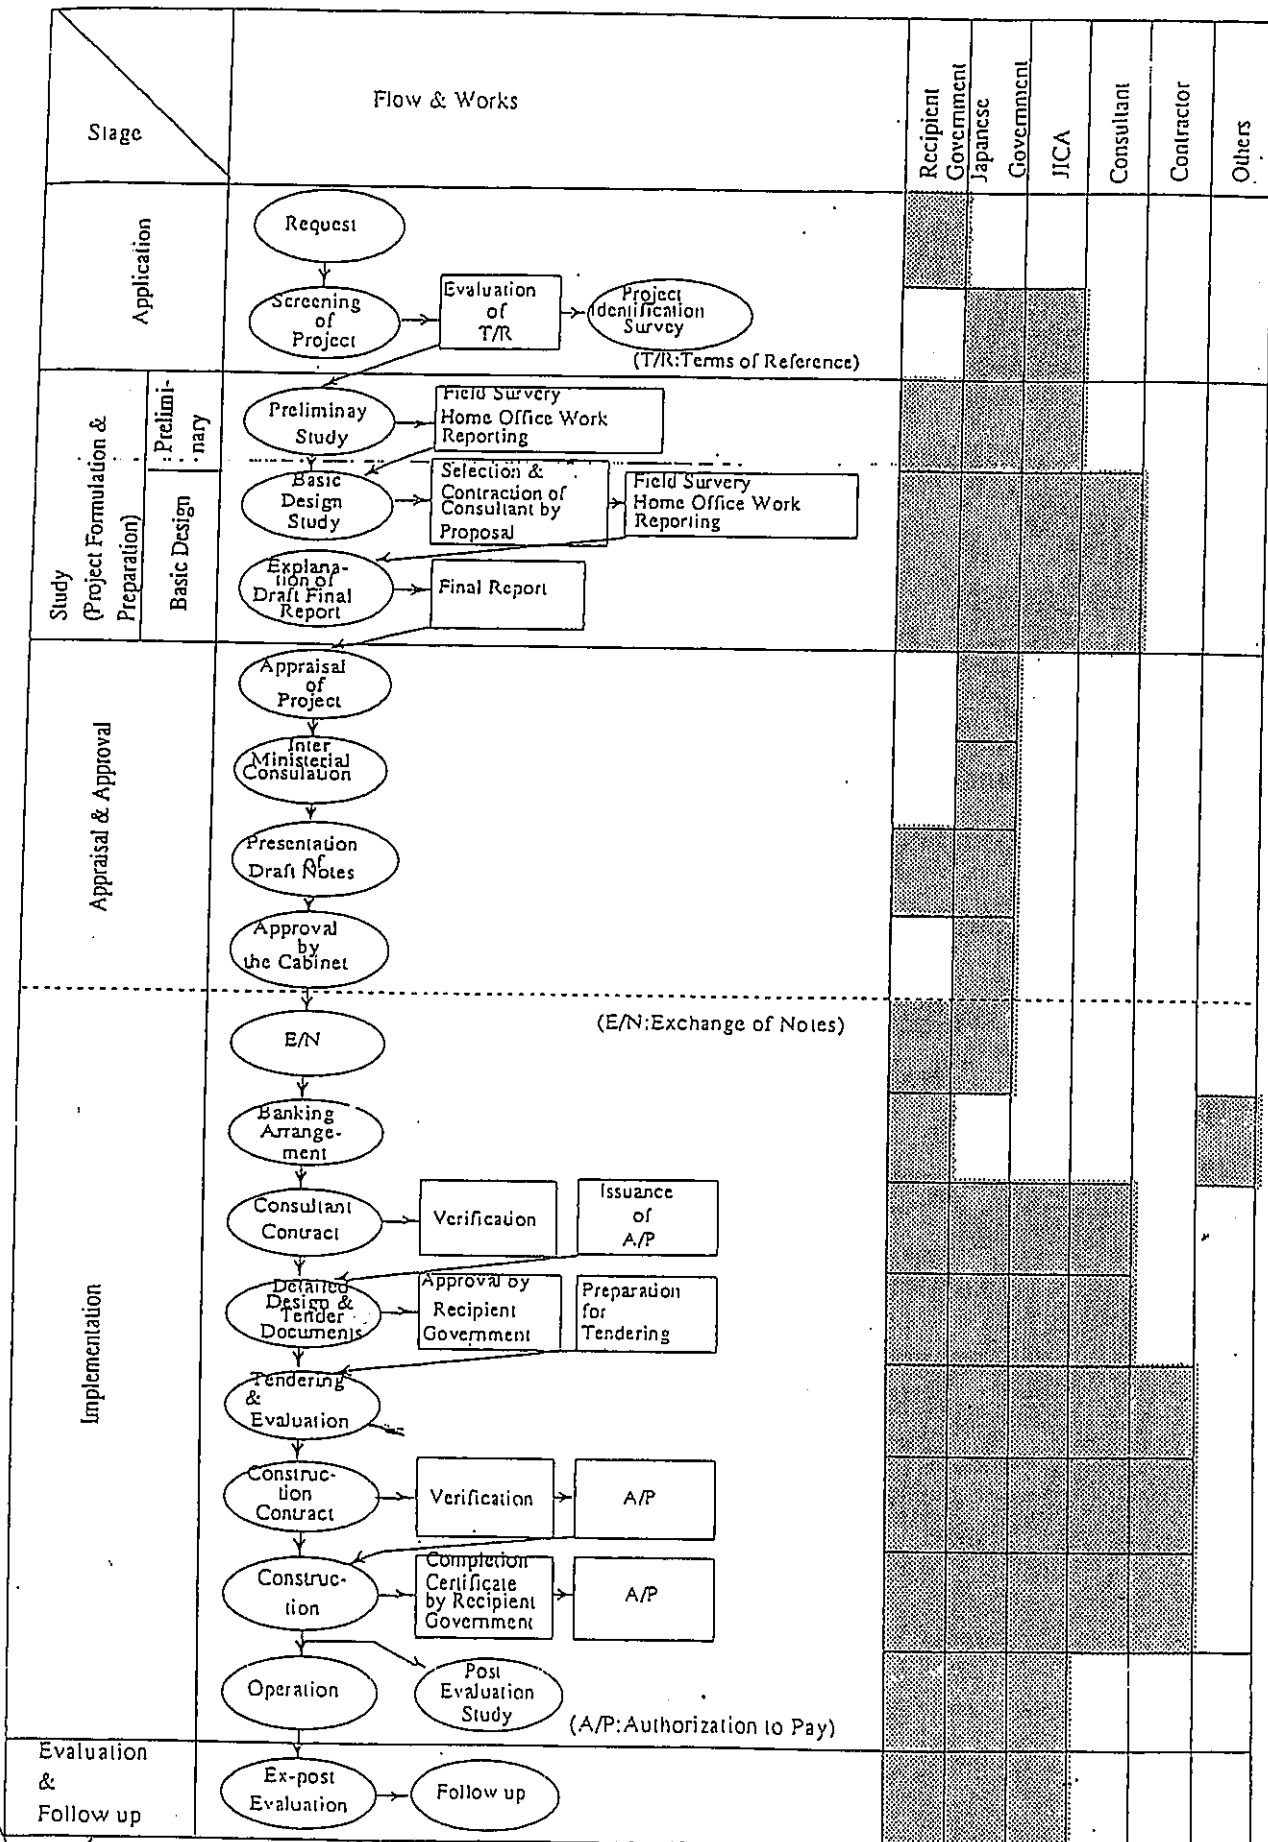 Stage
Flow & Works
Recipient
Government
Japanese
Government
JICA
Consultant
Contractor
Others
Application
Request
Screening
of
Project
Evaluation
of
T/R
Project
Identification
Survey
(T/R:Terms of Reference)
Study
(Project Formulation &
Preparation)
Prelimi-
nary
Preliminay
Study
Field Survery
Home Office Work
Reporting
Basic Design
Basic
Design
Study
Selection &
Contraction of
Consultant by
Proposal
Field Survery
Home Office Work
Reporting
Explana-
tion of
Draft Final
Report
Final Report
Appraisal & Approval
Appraisal
of
Project
Inter
Ministerial
Consulation
Presentation
of
Draft Notes
Approval
by
the Cabinet
Implementation
E/N
(E/N:Exchange of Notes)
Banking
Arrange-
ment
Consultant
Contract
Verification
Issuance
of
A/P
Detailed
Design &
Tender
Documents
Approval by
Recipient
Government
Preparation
for
Tendering
Tendering
&
Evaluation
Construc-
tion
Contract
Verification
A/P
Construc-
tion
Completion
Certificate
by Recipient
Government
A/P
Operation
Post
Evaluation
Study
(A/P:Authorization to Pay)
Evaluation
&
Follow up
Ex-post
Evaluation
Follow up